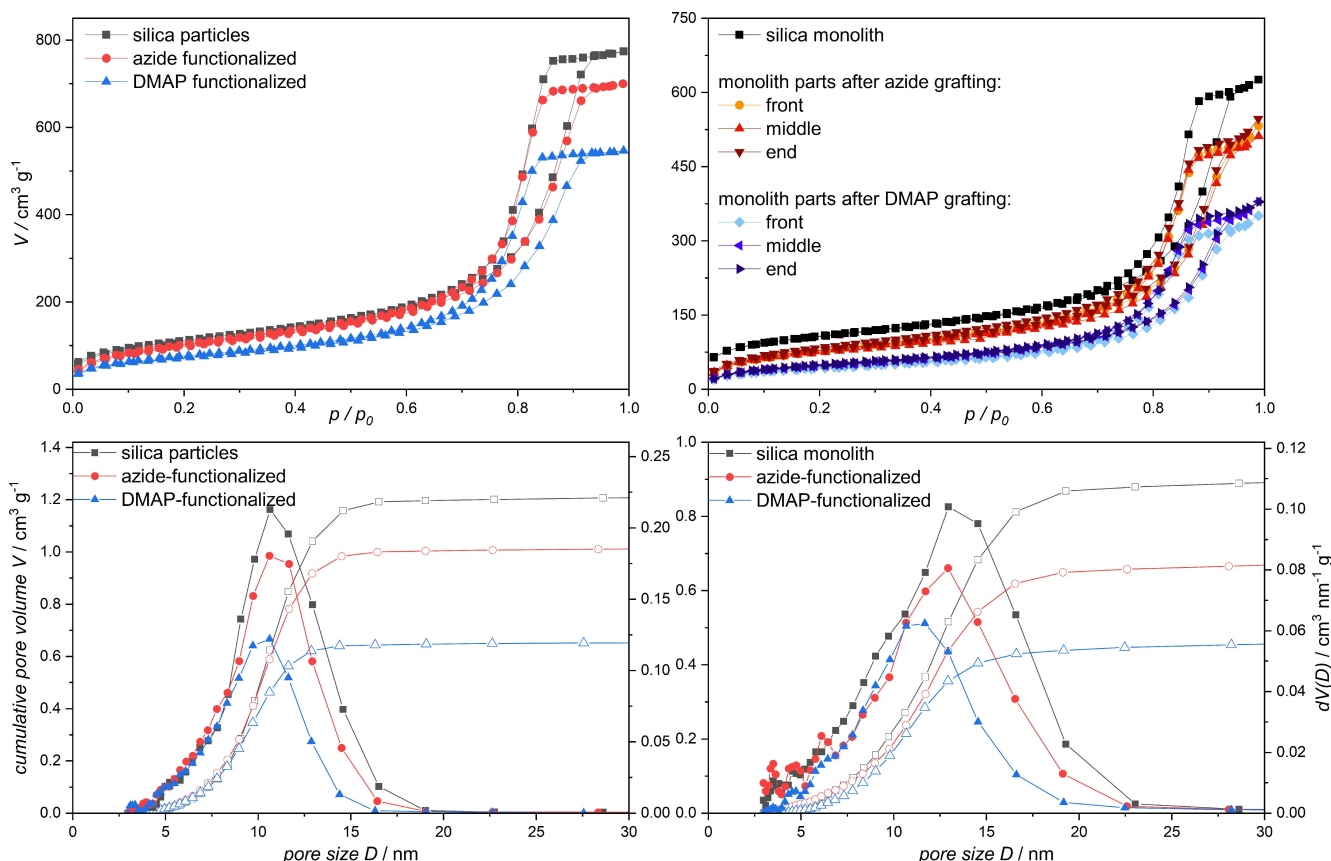 silica particles
azide functionalized
DMAP functionalized
V / cm³ g⁻¹
800
600
400
200
0
0.0 0.2 0.4 0.6 0.8 1.0
p / p₀
silica monolith
monolith parts after azide grafting:
front
middle
end
monolith parts after DMAP grafting:
front
middle
end
750
600
450
300
150
0
0.0 0.2 0.4 0.6 0.8 1.0
p / p₀
silica particles
azide-functionalized
DMAP-functionalized
cumulative pore volume V / cm³ g⁻¹
1.4
1.2
1.0
0.8
0.6
0.4
0.2
0.0
0.25
0.20
0.15
0.10
0.05
0.00
0 5 10 15 20 25 30
pore size D / nm
silica monolith
azide-functionalized
DMAP-functionalized
1.0
0.8
0.6
0.4
0.2
0.0
0.12
0.10
0.08
0.06
0.04
0.02
0.00
dV(D) / cm³ nm⁻¹ g⁻¹
0 5 10 15 20 25 30
pore size D / nm